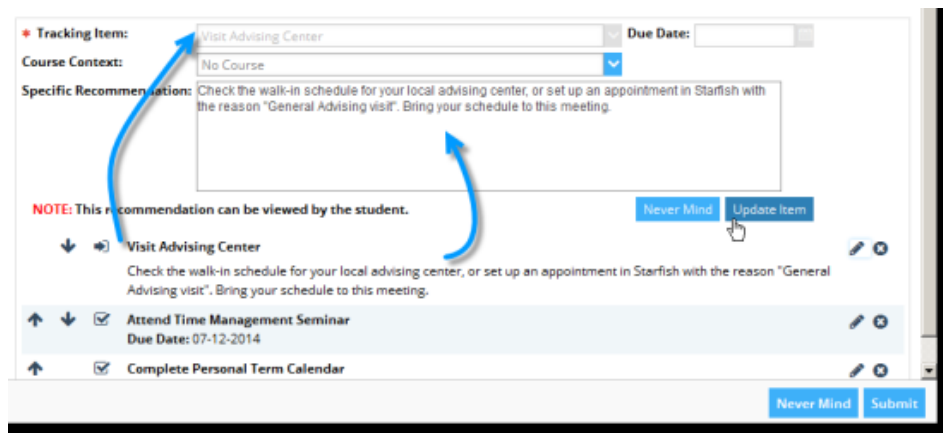 * Tracking Item: Visit Advising Center Due Date:
Course Context: No Course
Specific Recommendation: Check the walk-in schedule for your local advising center, or set up an appointment in Starfish with
the reason "General Advising visit". Bring your schedule to this meeting.
NOTE: This recommendation can be viewed by the student. Never Mind Update Item
Visit Advising Center
Check the walk-in schedule for your local advising center, or set up an appointment in Starfish with the reason "General
Advising visit". Bring your schedule to this meeting.
Attend Time Management Seminar
Due Date: 07-12-2014
Complete Personal Term Calendar
Never Mind Submit